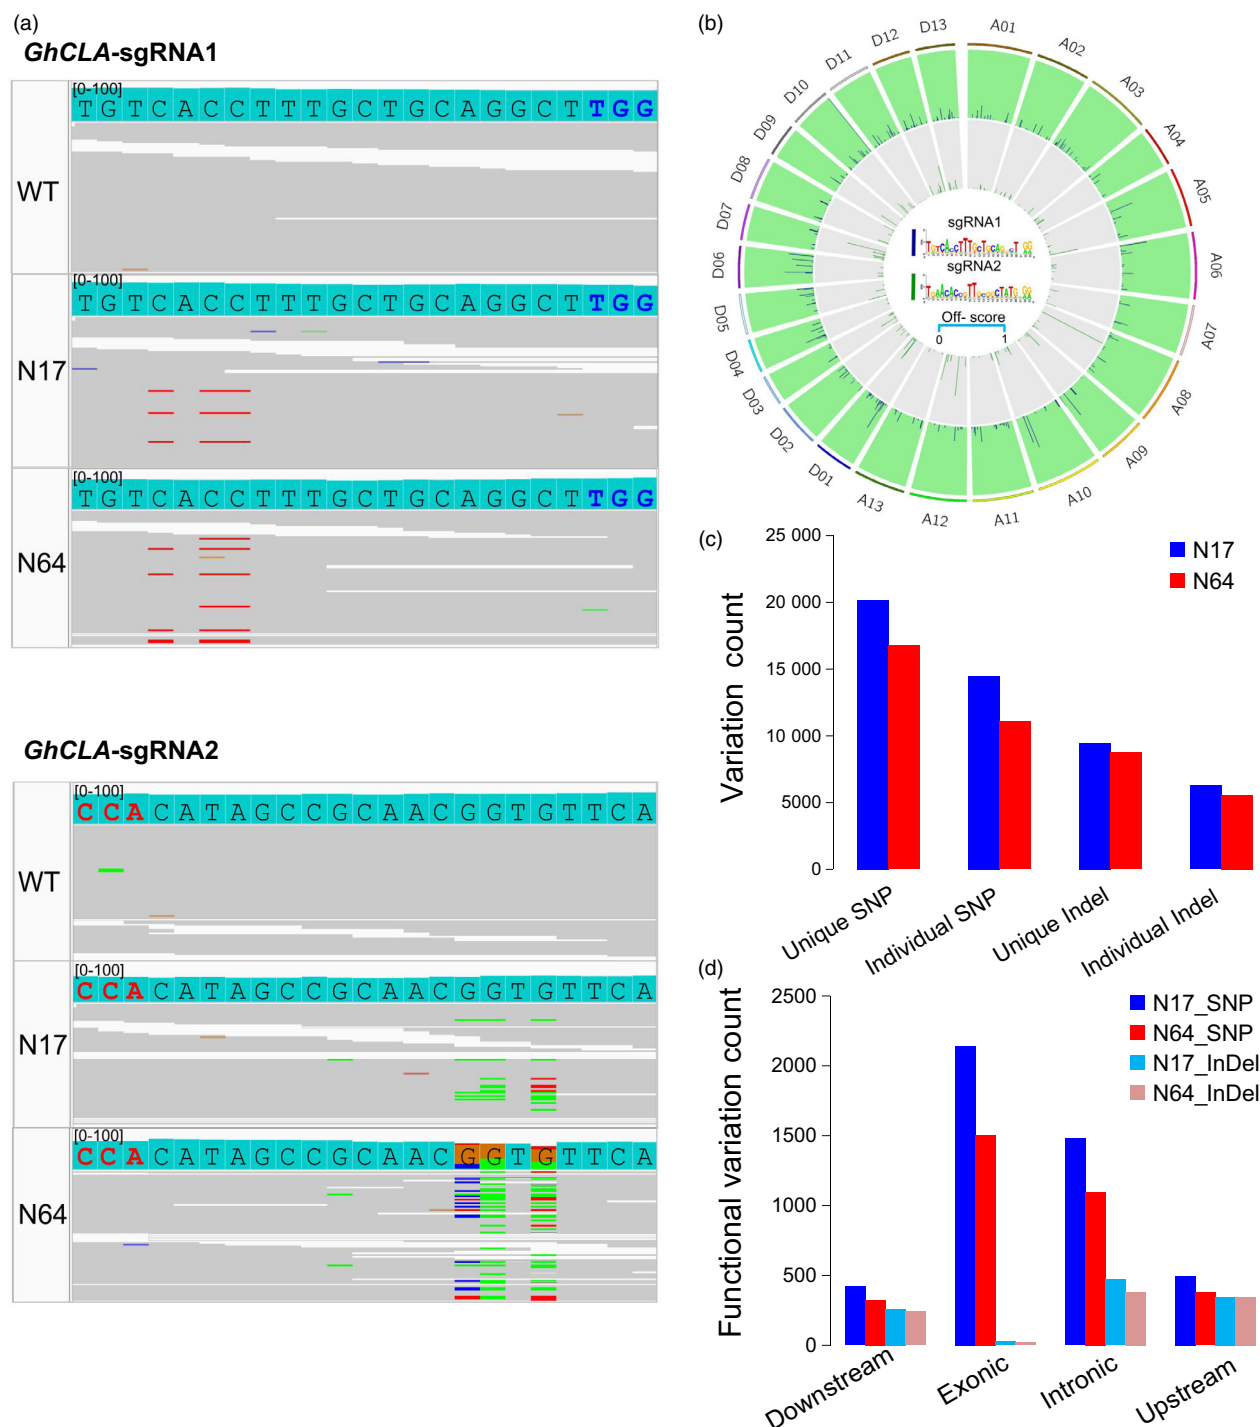 (a)
GhCLA-sgRNA1
[0-100]
TGTCACCTTTGCTGCAGGCTTGG
WT
[0-100]
TGTCACCTTTGCTGCAGGCTTGG
N17
[0-100]
TGTCACCTTTGCTGCAGGCTTGG
N64
GhCLA-sgRNA2
[0-100]
CCACATAGCCGCAACGGTGTTCA
WT
[0-100]
CCACATAGCCGCAACGGTGTTCA
N17
[0-100]
CCACATAGCCGCAACGGTGTTCA
N64
(b)
A01
A02
A03
A04
A05
A06
A07
A08
A09
A10
A11
A12
A13
D01
D02
D03
D04
D05
D06
D07
D08
D09
D10
D11
D12
D13
sgRNA1
sgRNA2
Off- score
0 1
(c)
Variation count
25 000
20 000
15 000
10 000
5000
0
N17
N64
Unique SNP
Individual SNP
Unique Indel
Individual Indel
(d)
Functional variation count
2500
2000
1500
1000
500
0
N17_SNP
N64_SNP
N17_InDel
N64_InDel
Downstream
Exonic
Intronic
Upstream